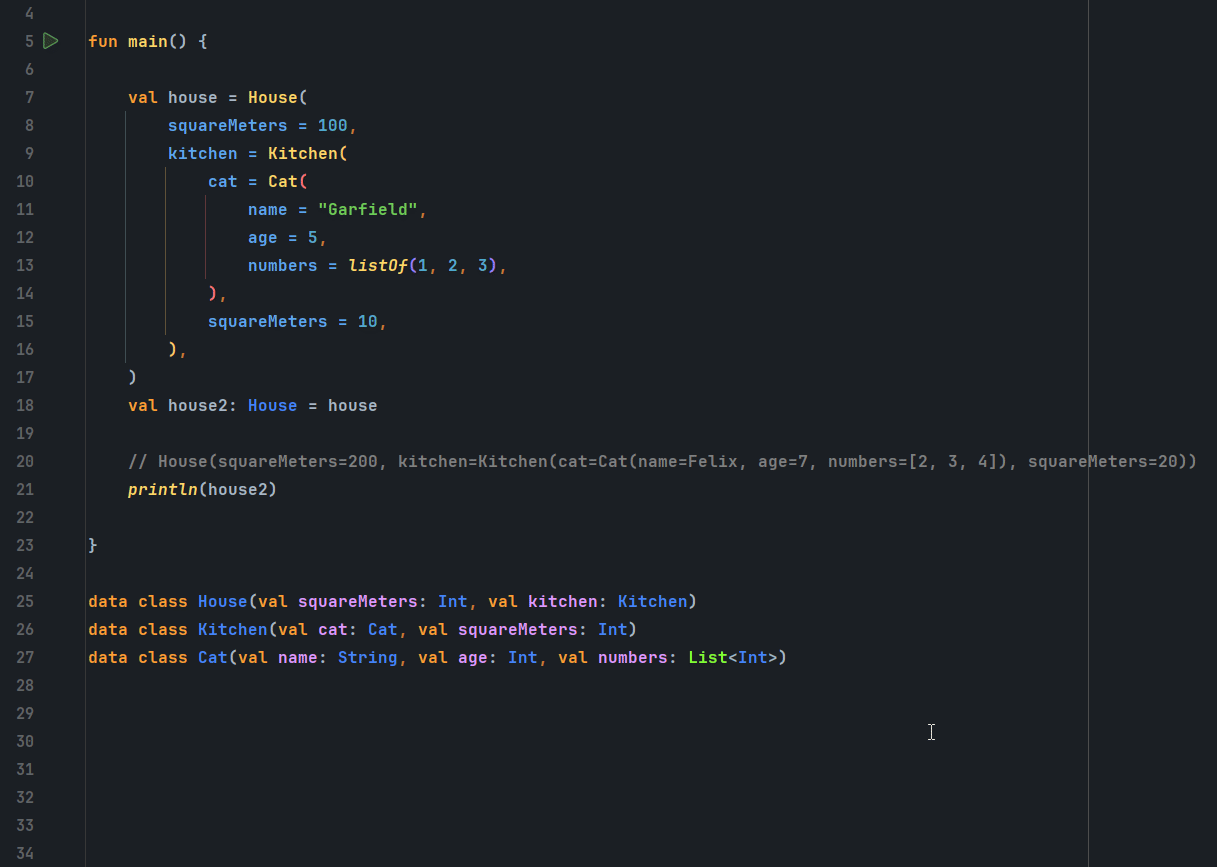 4
5 fun main() {
6
7 val house = House(
8 squareMeters = 100,
9 kitchen = Kitchen(
10 cat = Cat(
11 name = "Garfield",
12 age = 5,
13 numbers = listOf(1, 2, 3),
14 ),
15 squareMeters = 10,
16 ),
17 )
18 val house2: House = house
19
20 // House(squareMeters=200, kitchen=Kitchen(cat=Cat(name=Felix, age=7, numbers=[2, 3, 4]), squareMeters=20))
21 println(house2)
22
23 }
24
25 data class House(val squareMeters: Int, val kitchen: Kitchen)
26 data class Kitchen(val cat: Cat, val squareMeters: Int)
27 data class Cat(val name: String, val age: Int, val numbers: List<Int>)
28
29
30
31
32
33
34